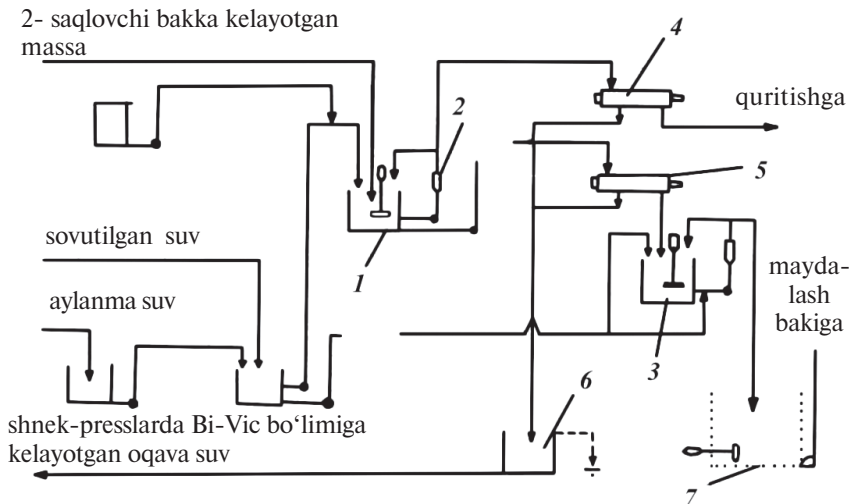 2- saqlovchi bakka kelayotgan
massa
4
2
quritishga
5
sovutilgan suv
1
mayda-
lash
bakiga
aylanma suv
3
6
shnek-presslarda Bi-Vic bo‘limiga
kelayotgan oqava suv
7